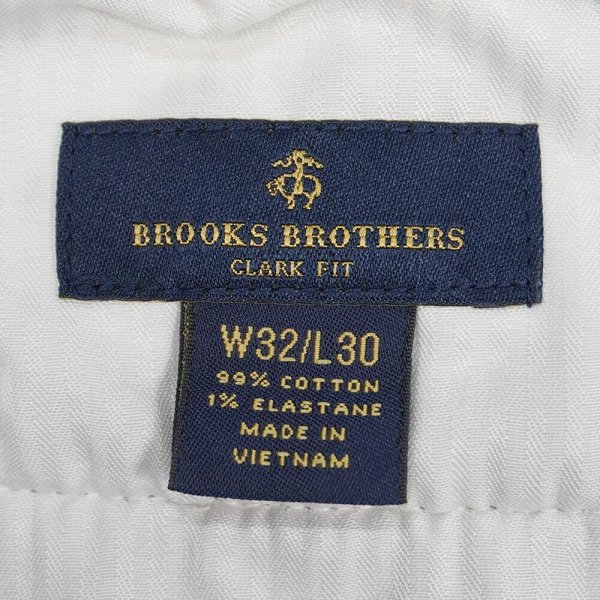 BROOKS BROTHERS
CLARK FIT
W32/L30
99% COTTON
1% ELASTANE
MADE IN
VIETNAM